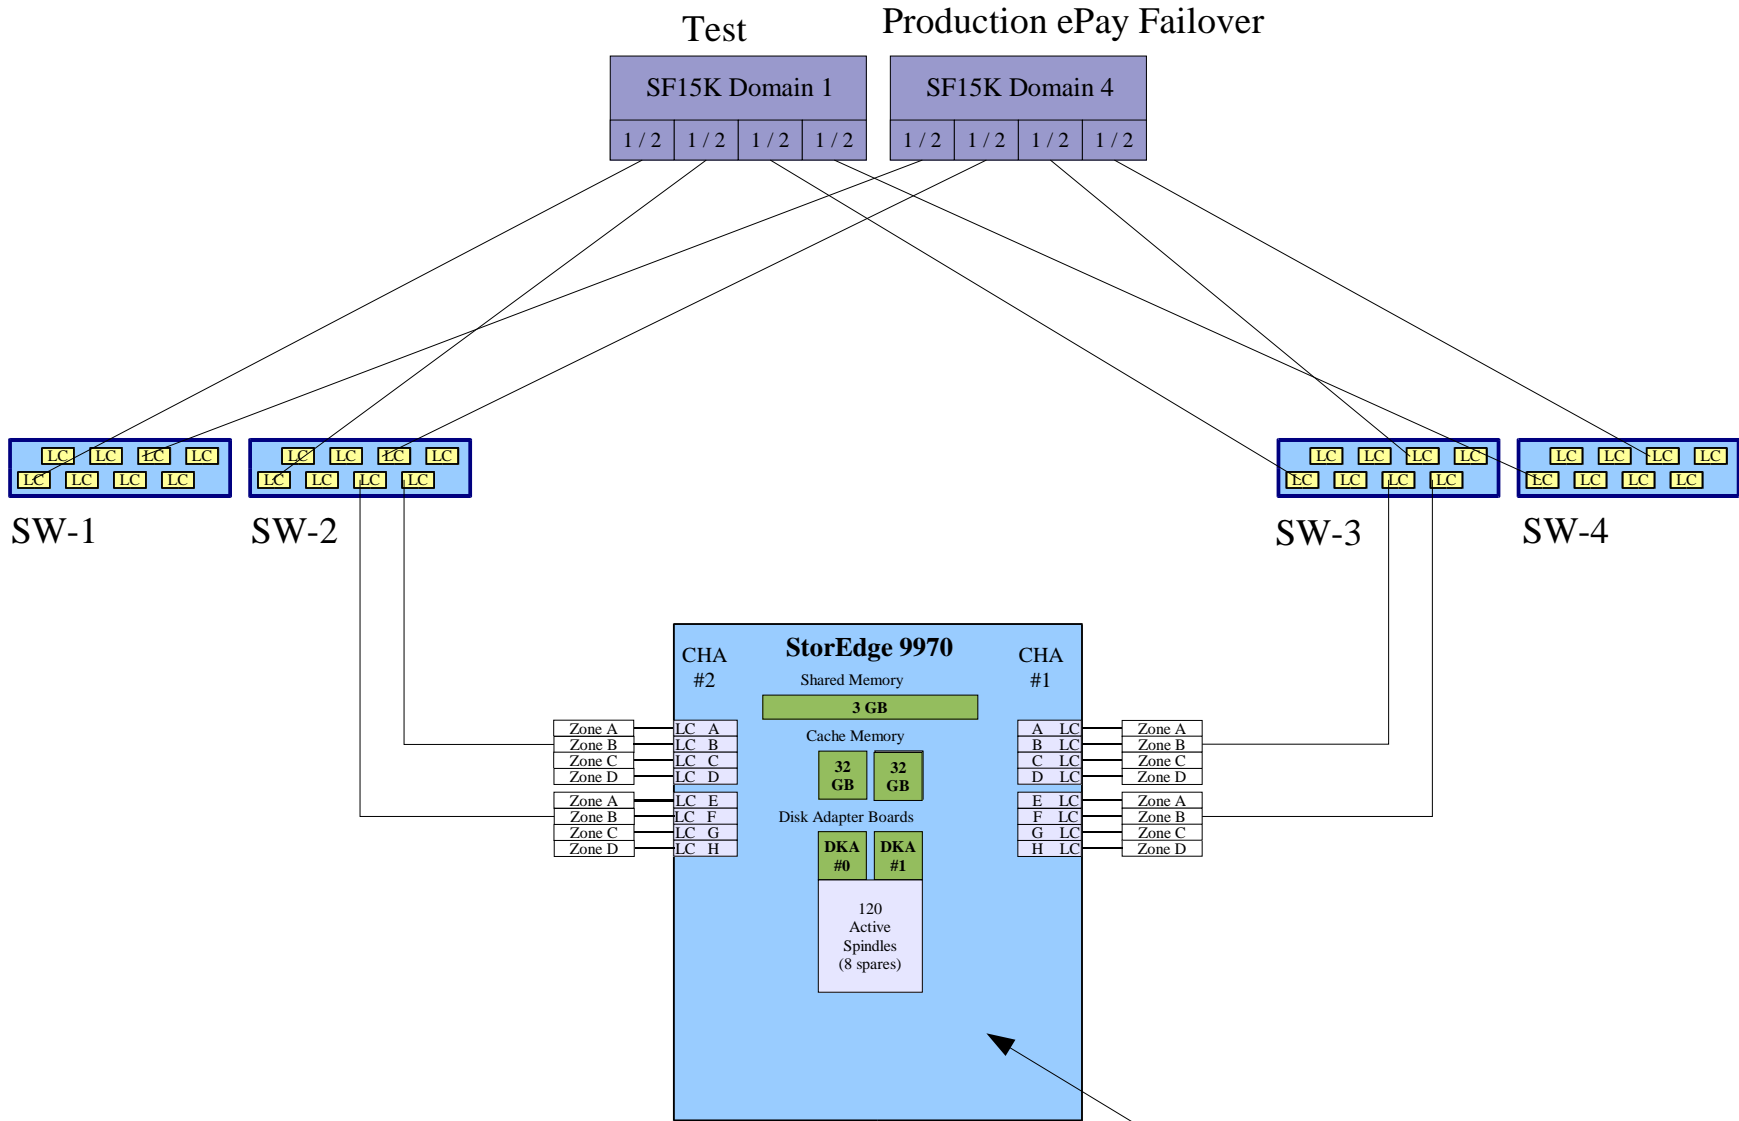 Test
Production ePay Failover
SF15K Domain 1
SF15K Domain 4
1 / 2 1 / 2 1 / 2 1 / 2
1 / 2 1 / 2 1 / 2 1 / 2
LC LC LC LC
LC LC LC LC
LC LC LC LC
LC LC LC LC
LC LC LC LC
LC LC LC LC
LC LC LC LC
LC LC LC LC
SW-1
SW-2
SW-3
SW-4
StorEdge 9970
CHA
#2
CHA
#1
Shared Memory
3 GB
Cache Memory
32
GB
32
GB
Disk Adapter Boards
DKA
#0
DKA
#1
120
Active
Spindles
(8 spares)
Zone A LC A
Zone B LC B
Zone C LC C
Zone D LC D
Zone A LC E
Zone B LC F
Zone C LC G
Zone D LC H
A LC Zone A
B LC Zone B
C LC Zone C
D LC Zone D
E LC Zone A
F LC Zone B
G LC Zone C
H LC Zone D